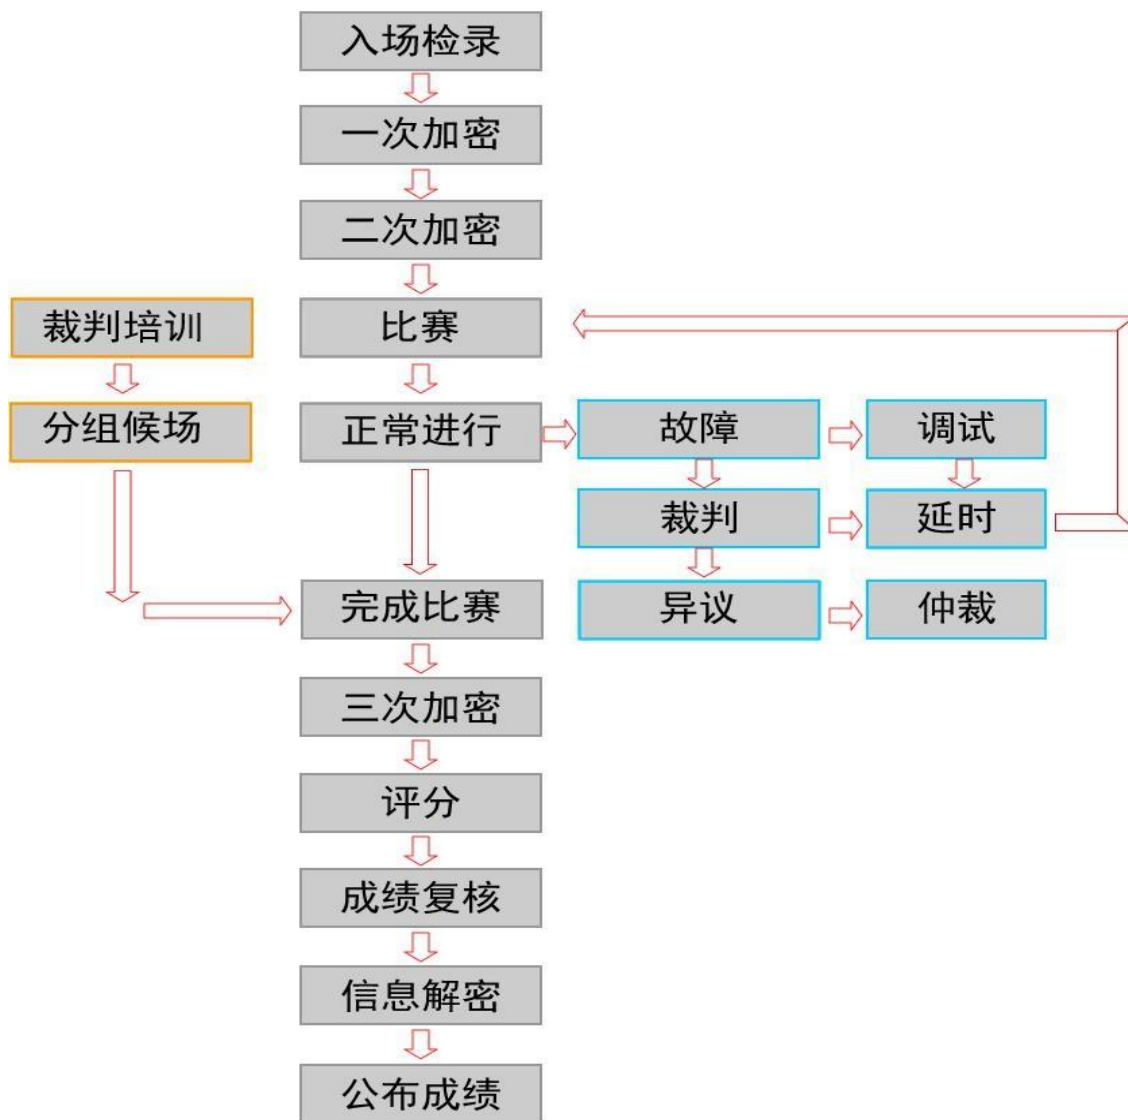 入场检录
一次加密
二次加密
裁判培训
比赛
分组候场
正常进行
故障
调试
裁判
延时
完成比赛
异议
仲裁
三次加密
评分
成绩复核
信息解密
公布成绩